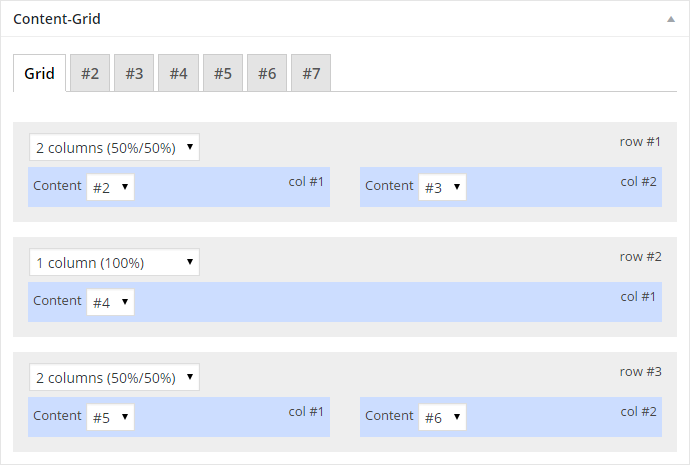 Content-Grid
Grid #2 #3 #4 #5 #6 #7
2 columns (50%/50%) row #1
Content #2 col #1 Content #3 col #2
1 column (100%) row #2
Content #4 col #1
2 columns (50%/50%) row #3
Content #5 col #1 Content #6 col #2